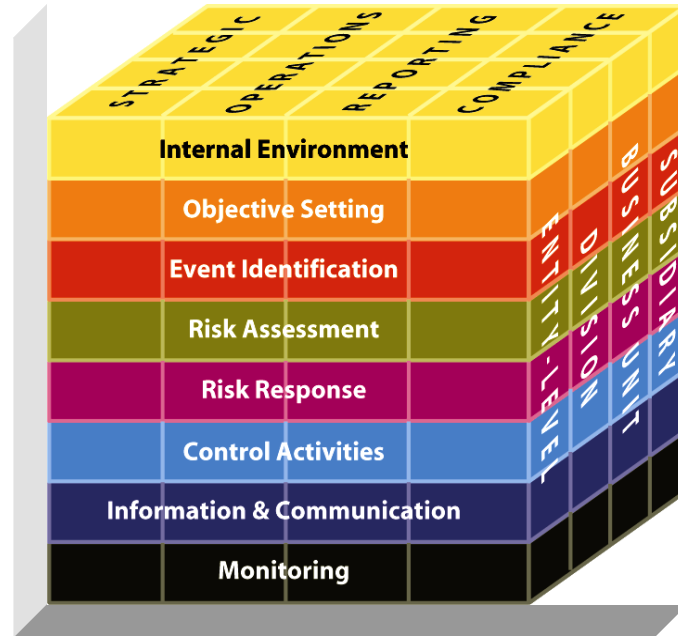 STRATEGIC
OPERATIONS
REPORTING
COMPLIANCE
Internal Environment
Objective Setting
Event Identification
Risk Assessment
Risk Response
Control Activities
Information & Communication
Monitoring
ENTITY-LEVEL
DIVISION
BUSINESS UNIT
SUBSIDIARY